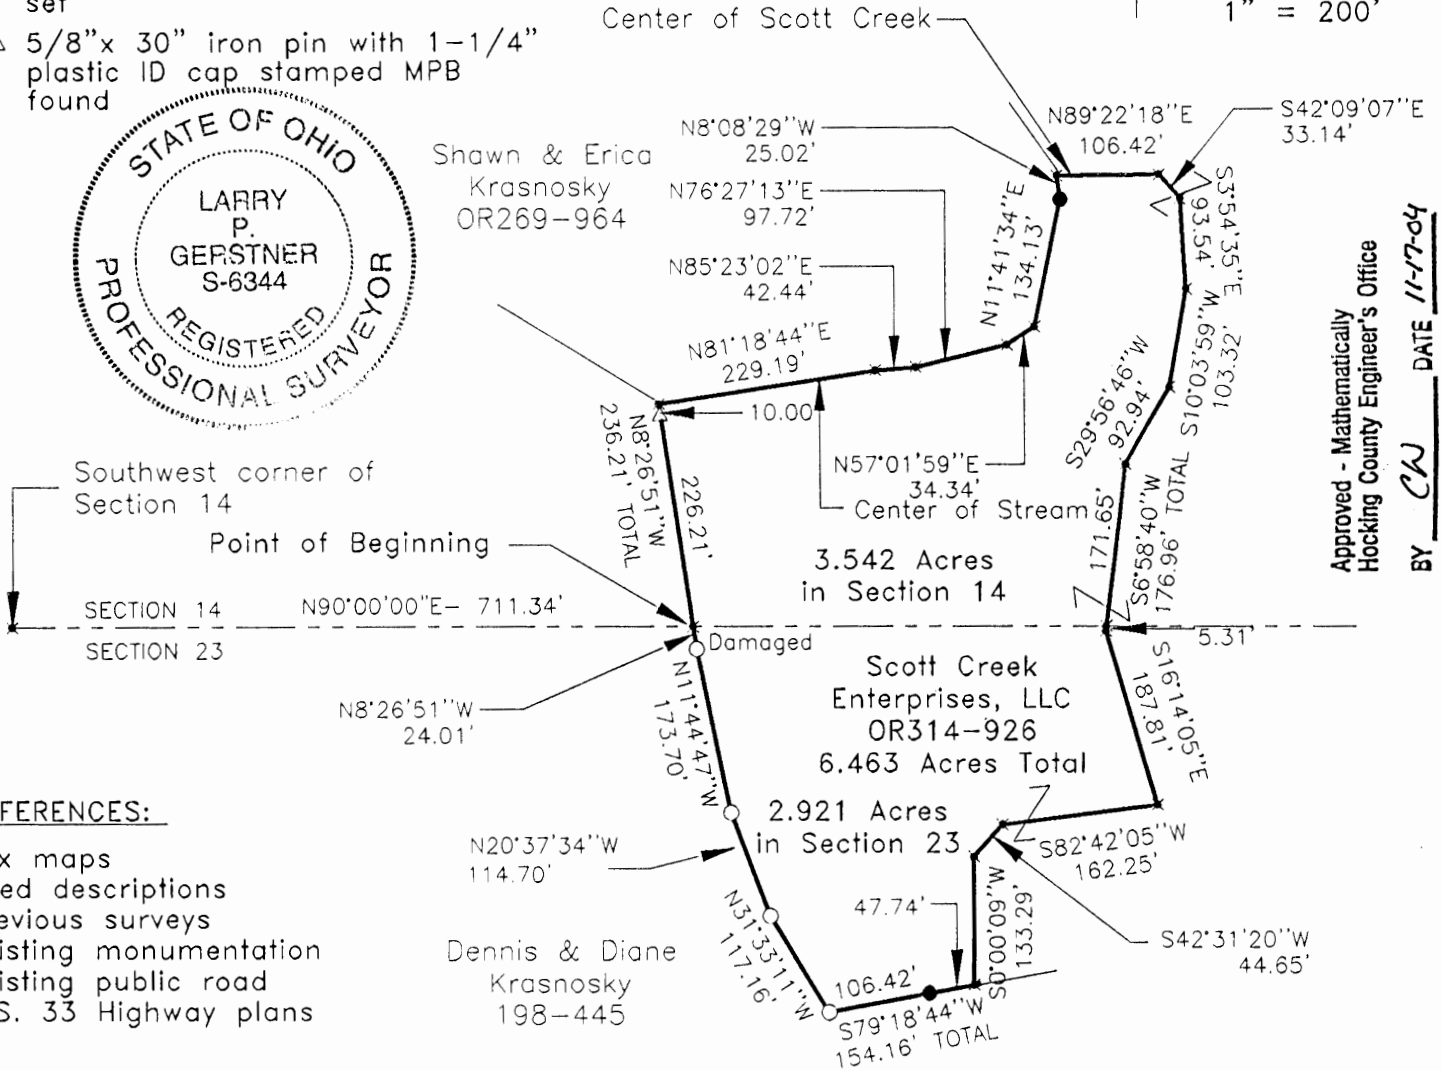 set
5/8"x 30" iron pin with 1-1/4"
plastic ID cap stamped MPB
found
Center of Scott Creek
1" = 200'
STATE OF OHIO
LARRY
P.
GERSTNER
S-6344
REGISTERED
PROFESSIONAL SURVEYOR
Shawn & Erica
Krasnosky
OR269-964
N8°08'29"W
25.02'
N76°27'13"E
97.72'
N85°23'02"E
42.44'
N81°18'44"E
229.19'
N11°41'34"E
134.13'
N89°22'18"E
106.42'
S42°09'07"E
33.14'
S3°54'35"E
93.54'
S10°03'59"W
103.32'
S29°56'46"W
92.94'
S6°58'40"W
176.96' TOTAL
171.65'
Approved - Mathematically
Hocking County Engineer's Office
BY CW DATE 11-17-04
10.00'
N57°01'59"E
34.34'
Center of Stream
N8°26'51"W
236.21' TOTAL
226.21'
Southwest corner of
Section 14
Point of Beginning
3.542 Acres
in Section 14
SECTION 14
N90°00'00"E- 711.34'
SECTION 23
Damaged
5.31'
N8°26'51"W
24.01'
N11°44'47"W
173.70'
Scott Creek
Enterprises, LLC
OR314-926
6.463 Acres Total
S16°14'05"E
187.81'
2.921 Acres
in Section 23
S82°42'05"W
162.25'
N20°37'34"W
114.70'
N31°33'11"W
117.16'
47.74'
S0°00'09"W
133.29'
S42°31'20"W
44.65'
106.42'
S79°18'44"W
154.16' TOTAL
Dennis & Diane
Krasnosky
198-445
FERENCES:
x maps
ed descriptions
evious surveys
isting monumentation
isting public road
S. 33 Highway plans